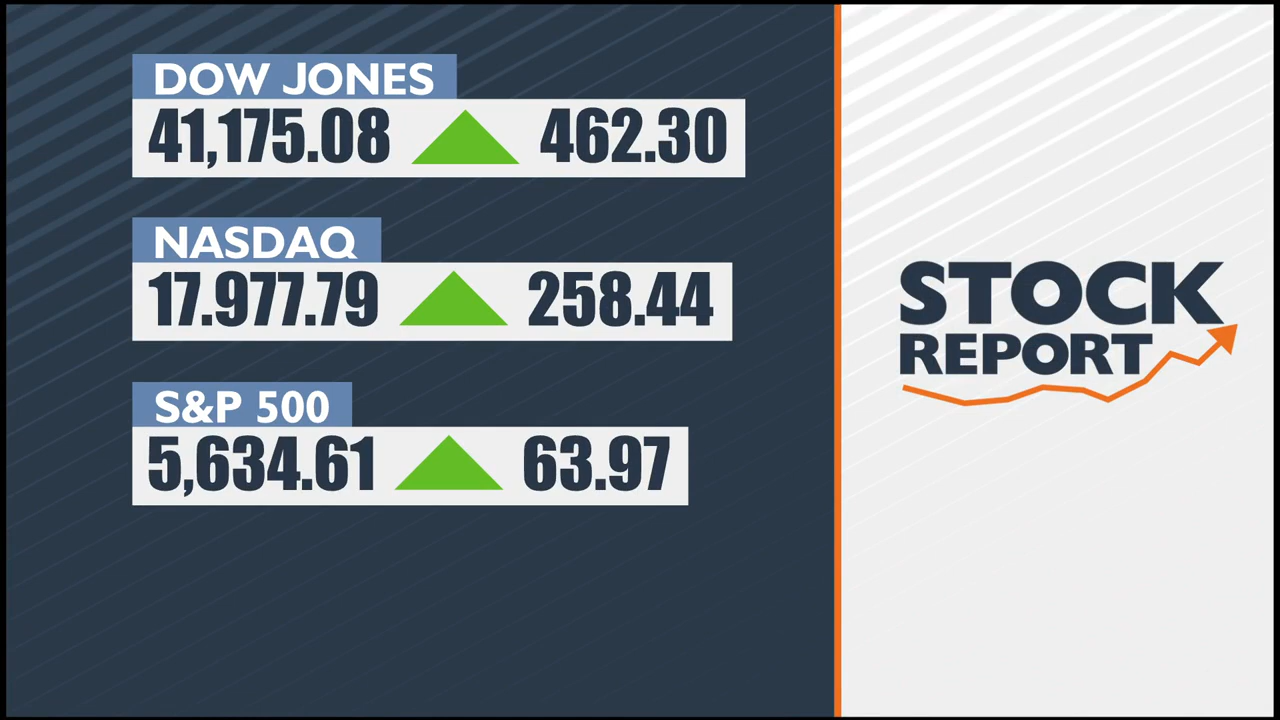 DOW JONES
41,175.08 462.30
NASDAQ
17.977.79 258.44
S&P 500
5,634.61 63.97
STOCK
REPORT